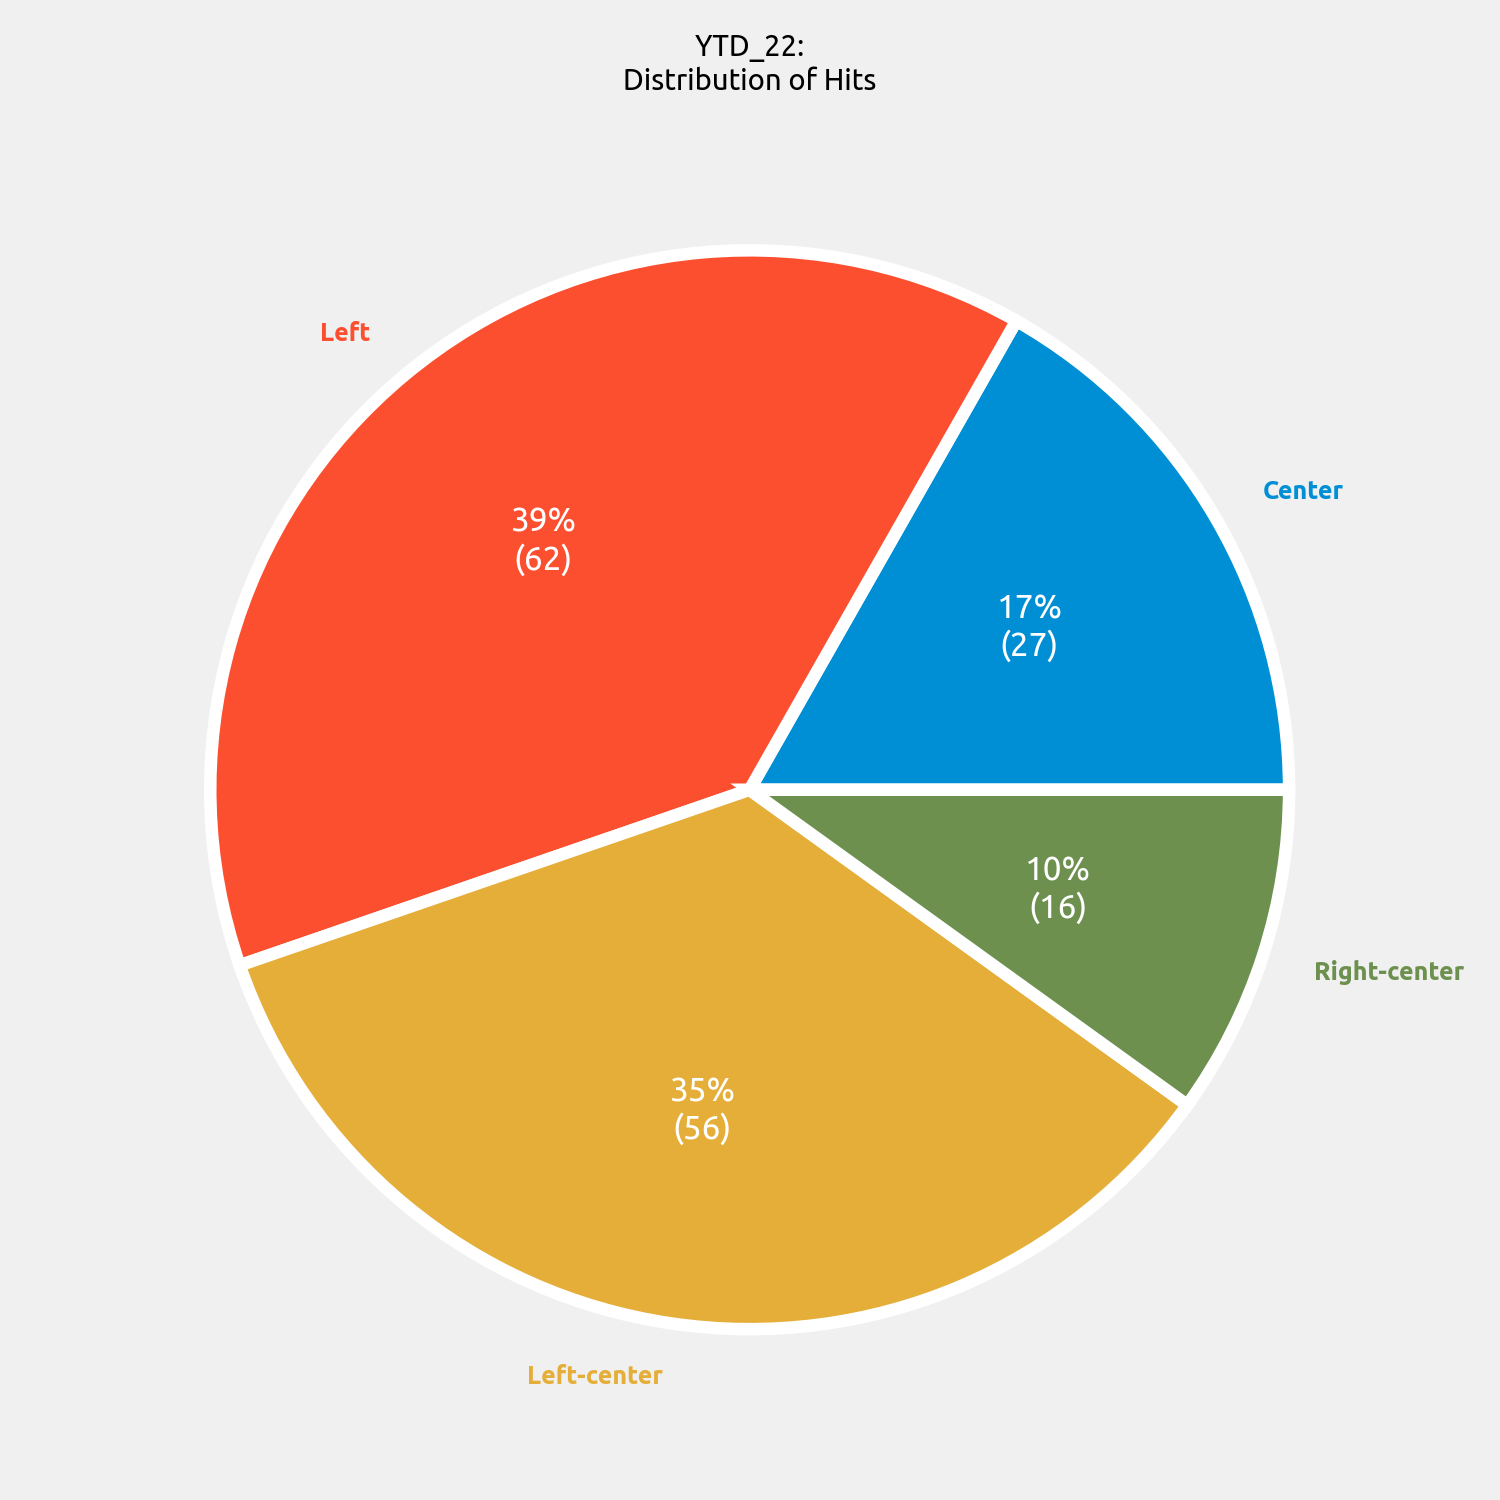 YTD_22:
Distribution of Hits
Left
39%
(62)
Center
17%
(27)
10%
(16)
Right-center
35%
(56)
Left-center